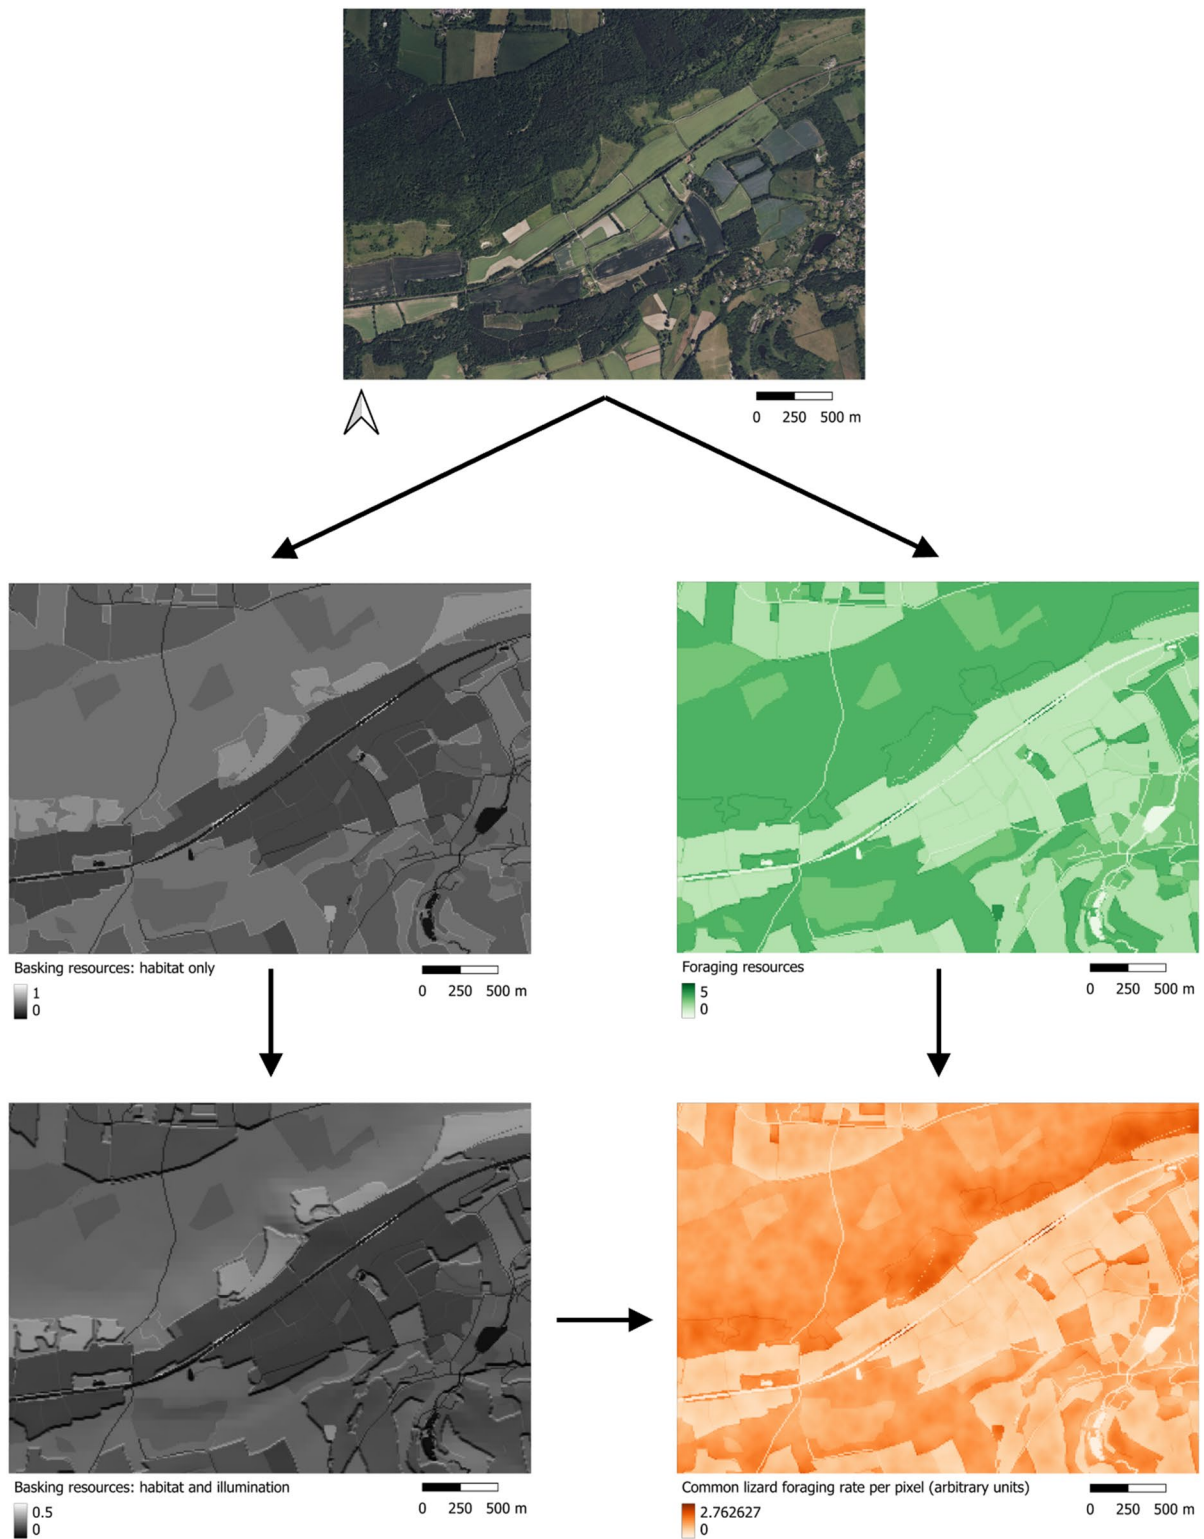 0 250 500 m
Basking resources: habitat only
1
0
0 250 500 m
Foraging resources
5
0
0 250 500 m
Basking resources: habitat and illumination
0.5
0
0 250 500 m
Common lizard foraging rate per pixel (arbitrary units)
2.762627
0
0 250 500 m